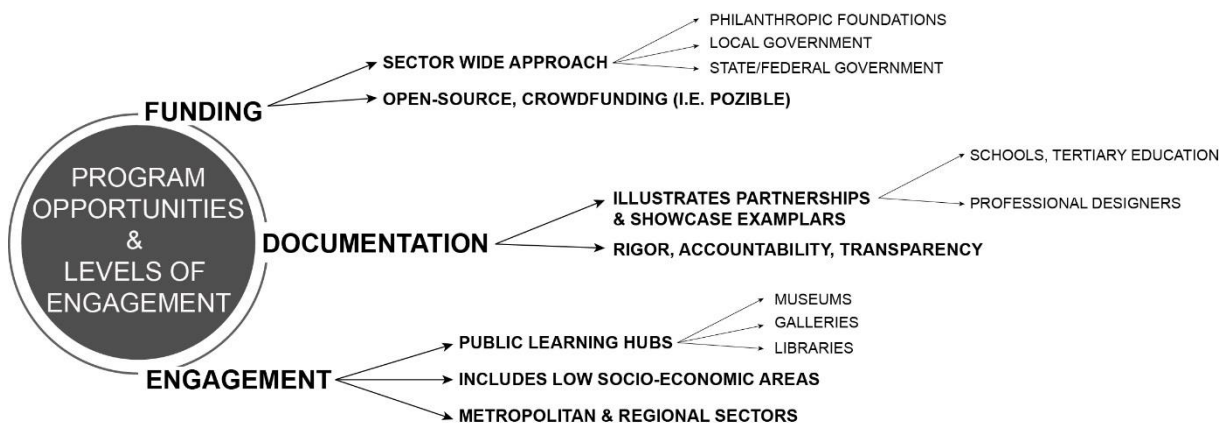 PROGRAM
OPPORTUNITIES
&
LEVELS OF
ENGAGEMENT
FUNDING
SECTOR WIDE APPROACH
PHILANTHROPIC FOUNDATIONS
LOCAL GOVERNMENT
STATE/FEDERAL GOVERNMENT
OPEN-SOURCE, CROWDFUNDING (I.E. POZIBLE)
DOCUMENTATION
ILLUSTRATES PARTNERSHIPS
& SHOWCASE EXAMPLARS
SCHOOLS, TERTIARY EDUCATION
PROFESSIONAL DESIGNERS
RIGOR, ACCOUNTABILITY, TRANSPARENCY
ENGAGEMENT
PUBLIC LEARNING HUBS
MUSEUMS
GALLERIES
LIBRARIES
INCLUDES LOW SOCIO-ECONOMIC AREAS
METROPOLITAN & REGIONAL SECTORS